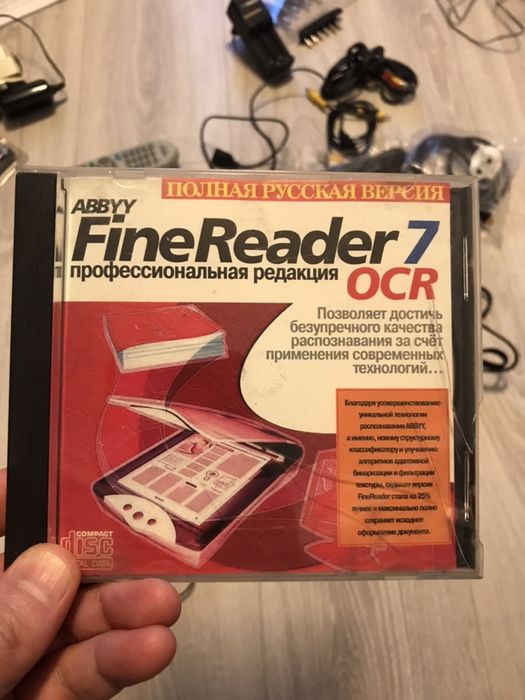 ПОЛНАЯ РУССКАЯ ВЕРСИЯ
ABBYY
FineReader 7
профессиональная редакция
OCR
Позволяет достичь
безупречного качества
распознавания за счёт
применения современных
технологий...
Благодаря усовершенствованию
уникальной технологии
распознавания ABBYY,
а именно, новому структурному
классификатору и улучшению
алгоритмов адаптивной
бинаризации и фильтрации
текстуры, седьмая версия
FineReader стала на 25%
точнее и максимально полно
сохраняет исходное
оформление документа.
COMPACT
disc
DIGITAL DATA